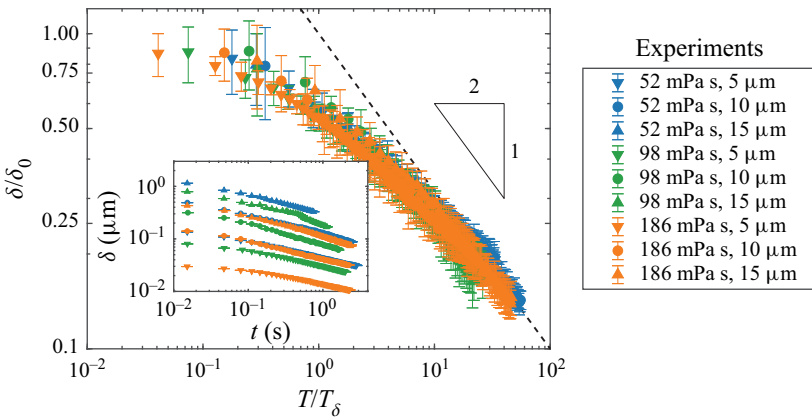 δ/δ0
1.00
0.75
0.50
0.25
0.1
2
1
δ (μm)
10^0
10^−1
10^−2
10^−1
10^0
t (s)
10^−2
10^−1
10^0
10^1
10^2
T/Tδ
Experiments
52 mPa s, 5 μm
52 mPa s, 10 μm
52 mPa s, 15 μm
98 mPa s, 5 μm
98 mPa s, 10 μm
98 mPa s, 15 μm
186 mPa s, 5 μm
186 mPa s, 10 μm
186 mPa s, 15 μm